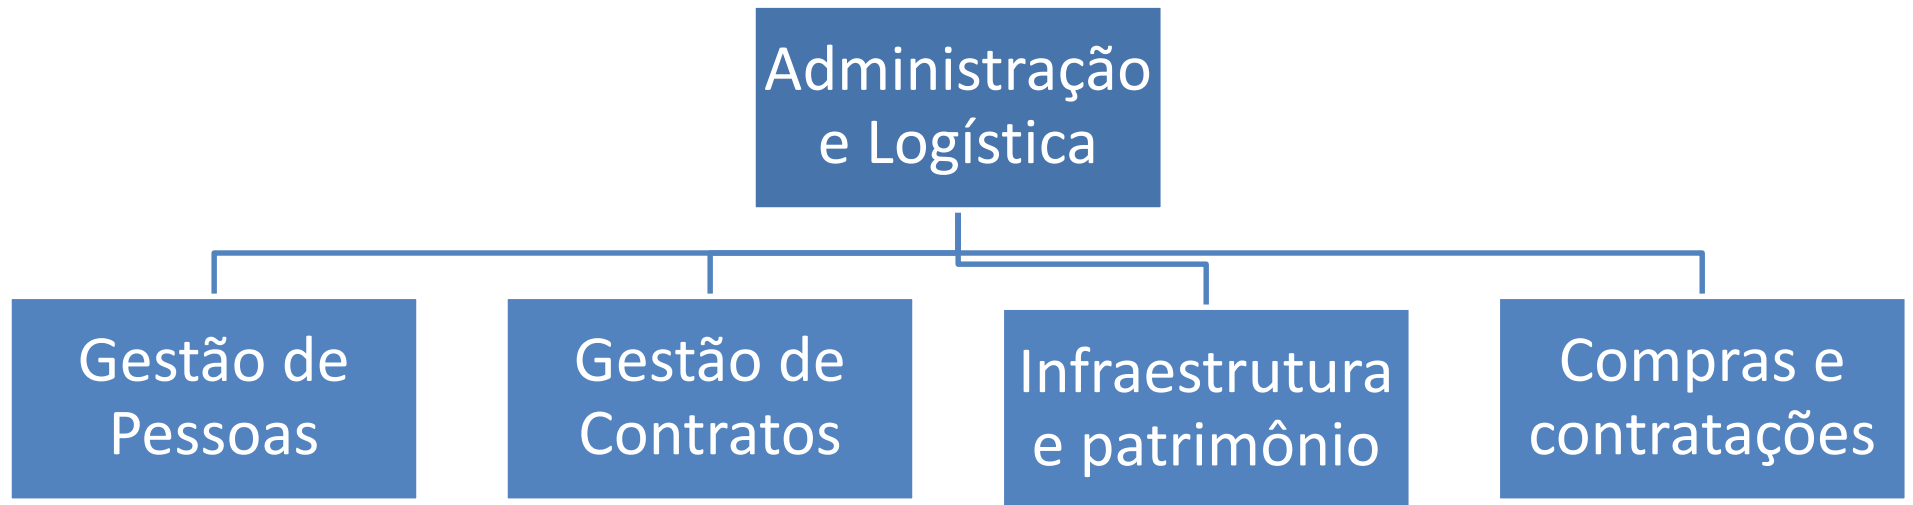 Administração
e Logística
Gestão de
Pessoas
Gestão de
Contratos
Infraestrutura
e patrimônio
Compras e
contratações